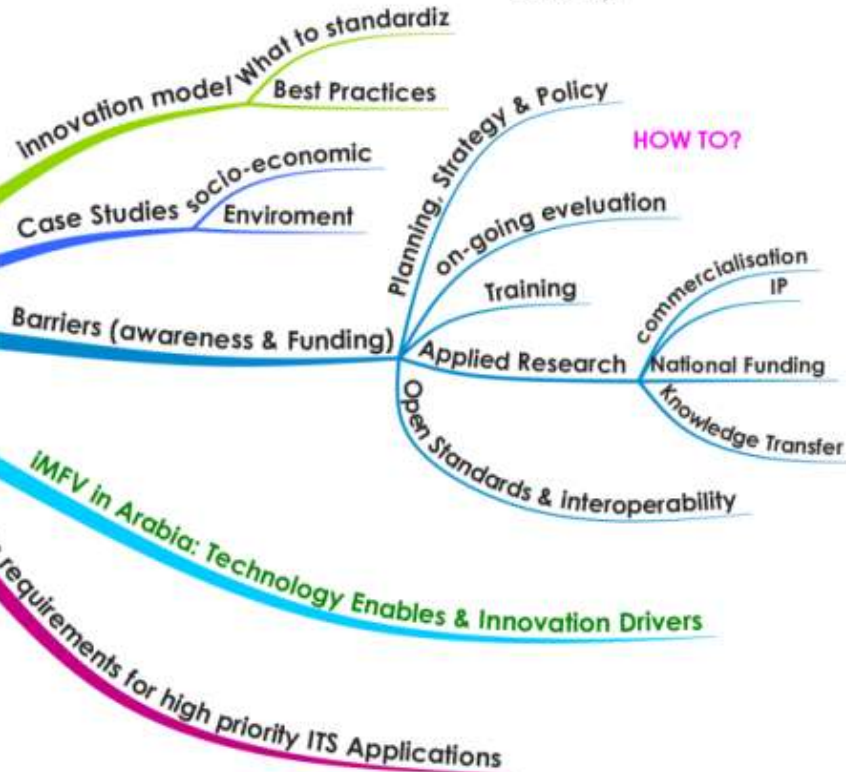 innovation model
What to standardiz
Best Practices
Case Studies
socio-economic
Enviroment
Barriers (awareness & Funding)
Planning, Strategy & Policy
HOW TO?
on-going eveluation
Training
Applied Research
commercialisation
IP
National Funding
Knowledge Transfer
Open Standards & interoperability
iMFV in Arabia: Technology Enables & Innovation Drivers
requirements for high priority ITS Applications